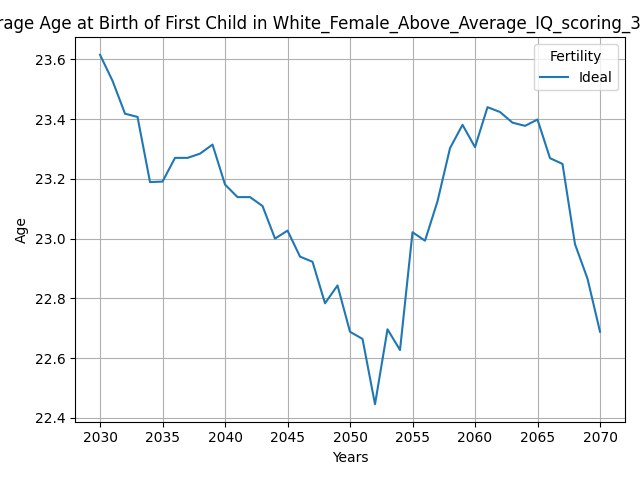 Age at Birth of First Child in White_Female_Above_Average_IQ_scoring_3
Fertility
Ideal
23.6
23.4
23.2
23.0
22.8
22.6
22.4
Age
2030 2035 2040 2045 2050 2055 2060 2065 2070
Years